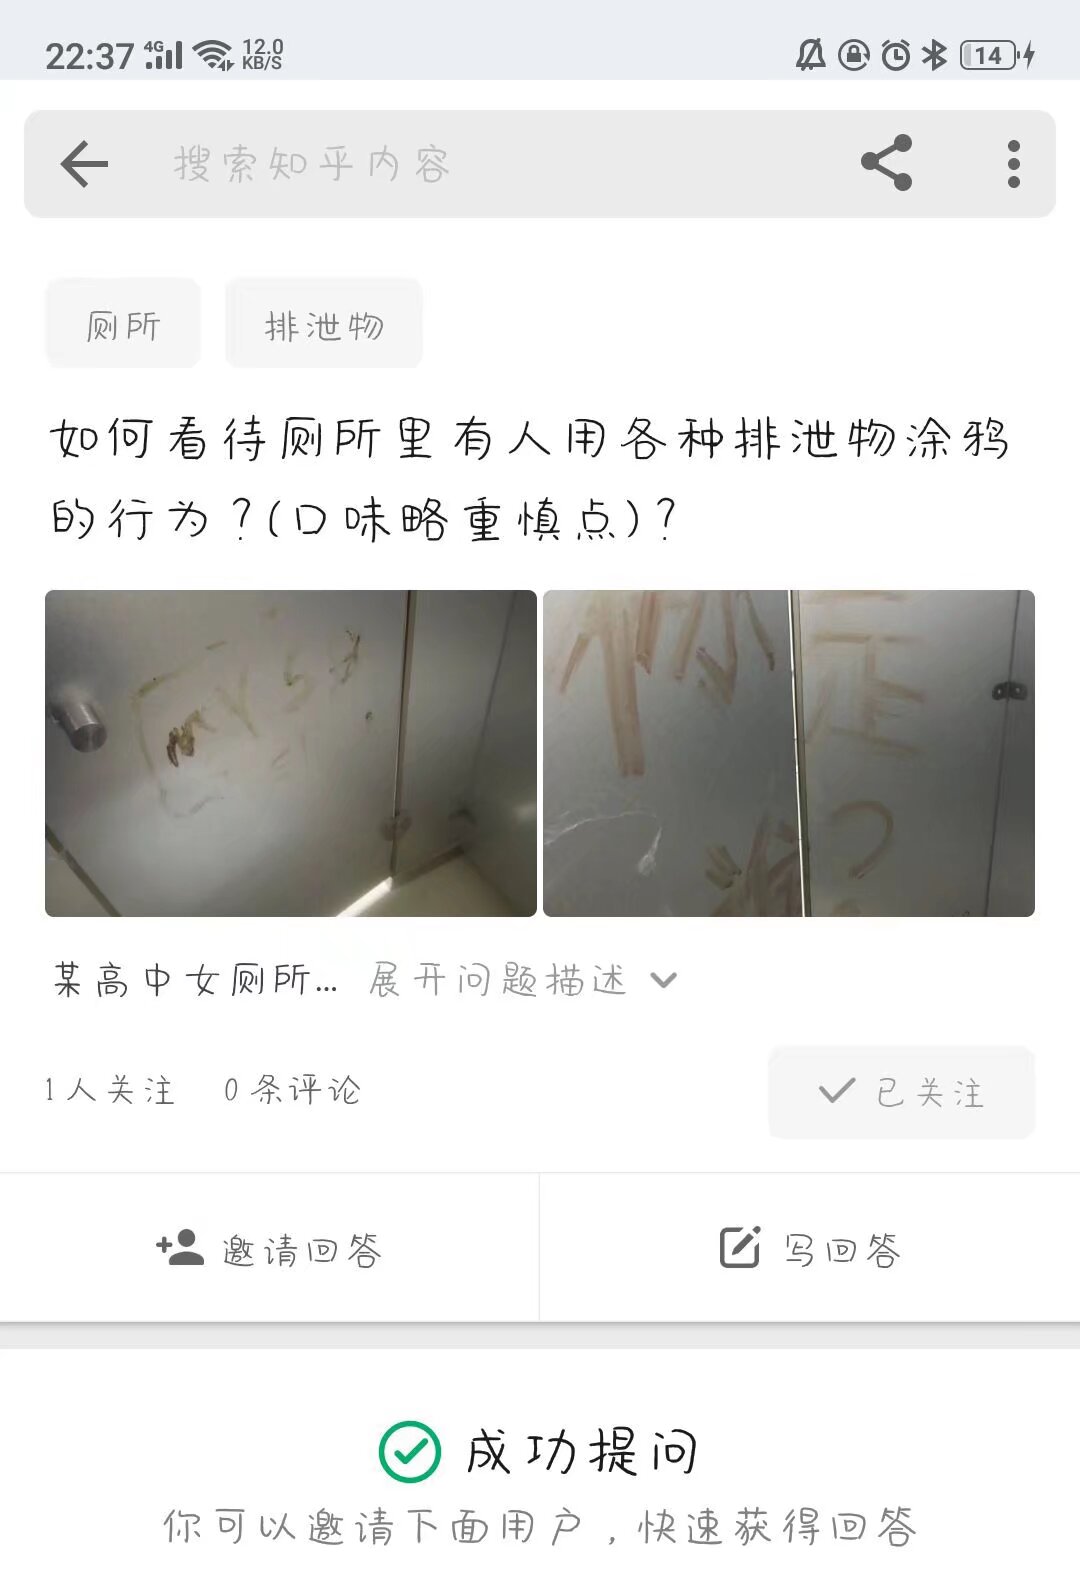 22:37 4G 12.0 KB/S 14
搜索知乎内容
厕所 排泄物
如何看待厕所里有人用各种排泄物涂鸦
的行为？(口味略重慎点)？
某高中女厕所... 展开问题描述
1人关注 0条评论 已关注
邀请回答 写回答
成功提问
你可以邀请下面用户，快速获得回答